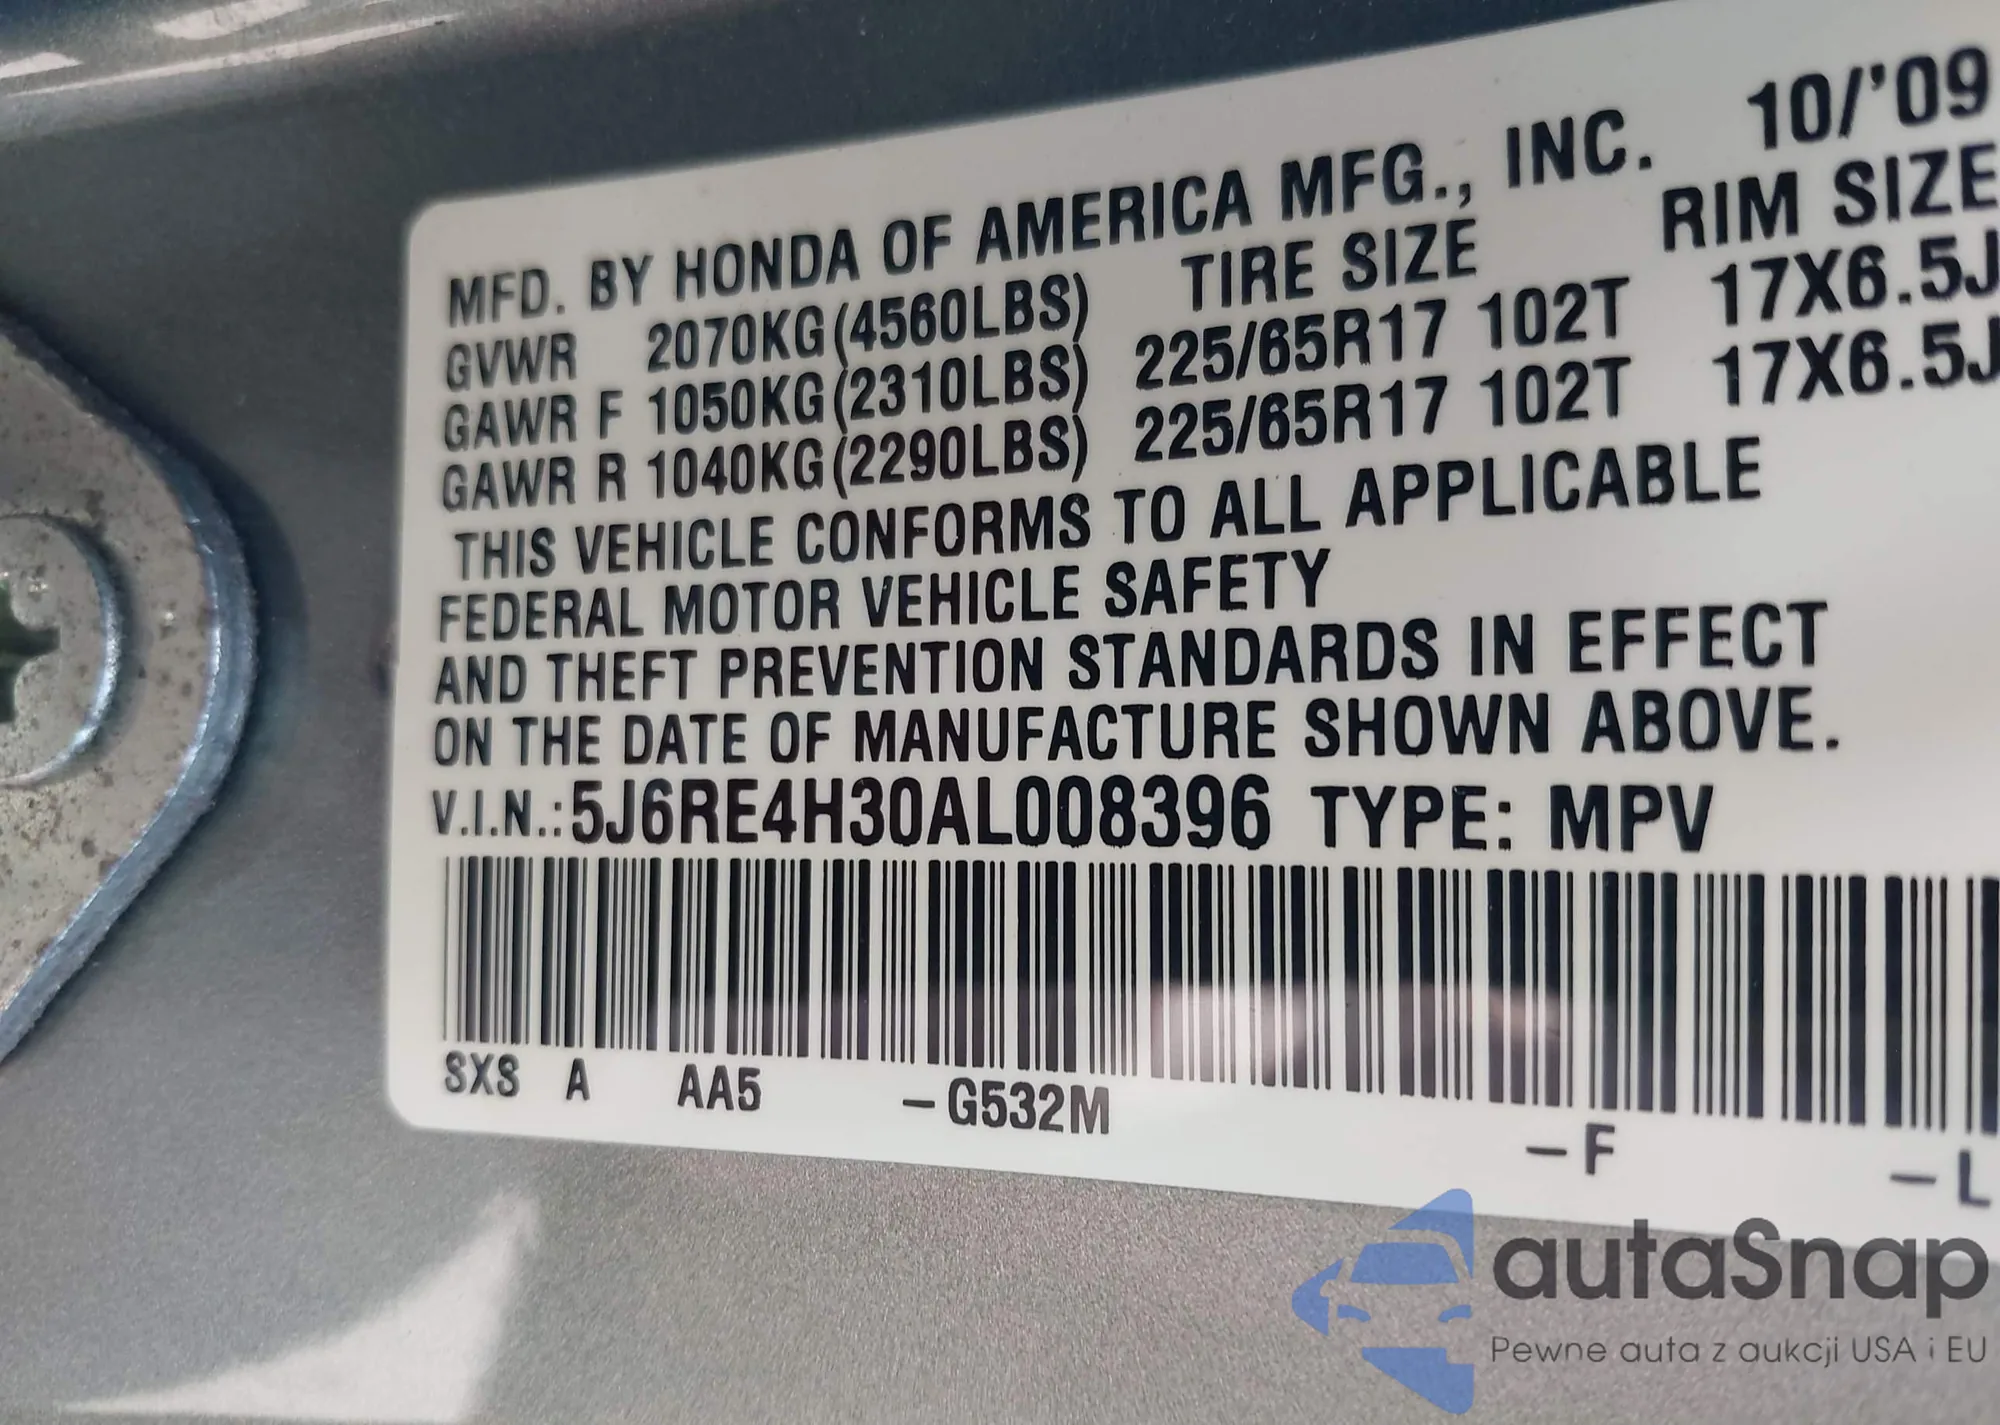 MFD. BY HONDA OF AMERICA MFG., INC. 10/'09
GVWR 2070KG(4560LBS) TIRE SIZE RIM SIZE
GAWR F 1050KG(2310LBS) 225/65R17 102T 17X6.5J
GAWR R 1040KG(2290LBS) 225/65R17 102T 17X6.5J
THIS VEHICLE CONFORMS TO ALL APPLICABLE
FEDERAL MOTOR VEHICLE SAFETY
AND THEFT PREVENTION STANDARDS IN EFFECT
ON THE DATE OF MANUFACTURE SHOWN ABOVE.
V.I.N.:5J6RE4H30AL008396 TYPE: MPV
SXS A AA5 -G532M -F -L
autaSnap
Pewne auta z aukcji USA i EU